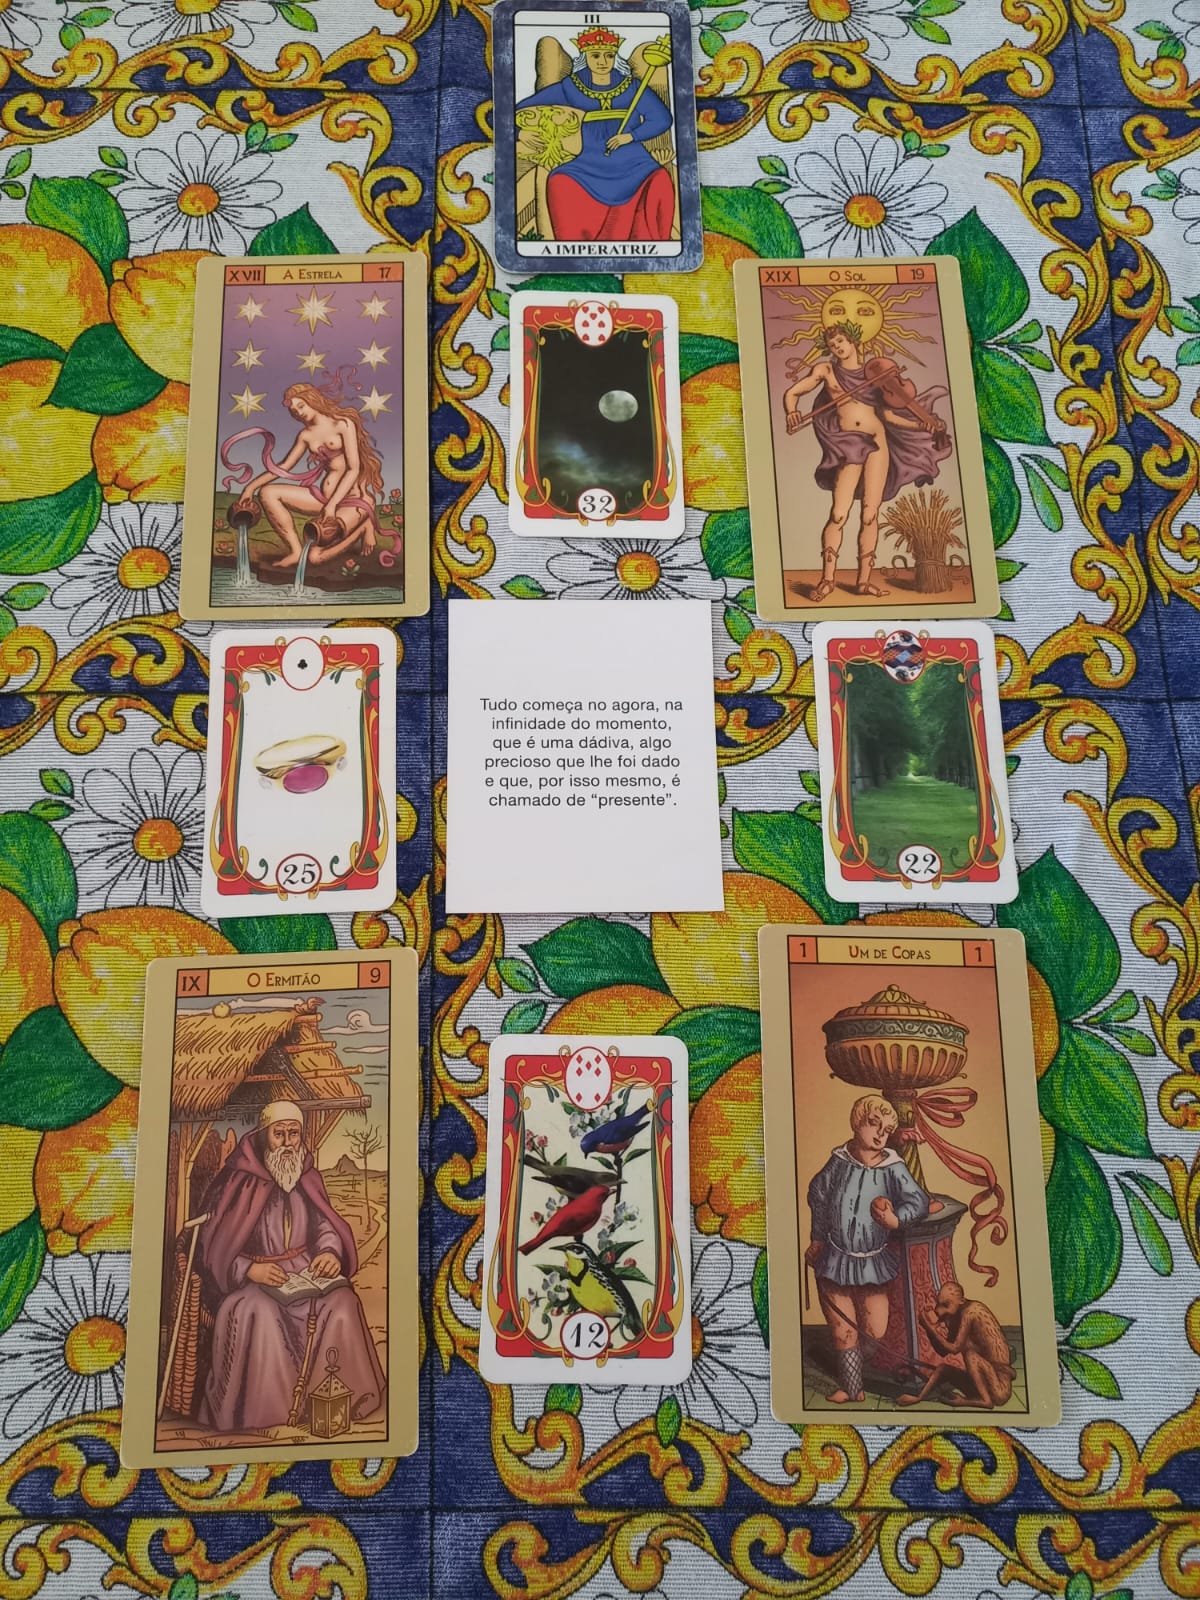 III
A IMPERATRIZ
XVII A ESTRELA 17
32
XIX O SOL 19
25
Tudo começa no agora, na
infinidade do momento,
que é uma dádiva, algo
precioso que lhe foi dado
e que, por isso mesmo, é
chamado de “presente”.
22
IX O ERMITÃO 9
12
1 UM DE COPAS 1